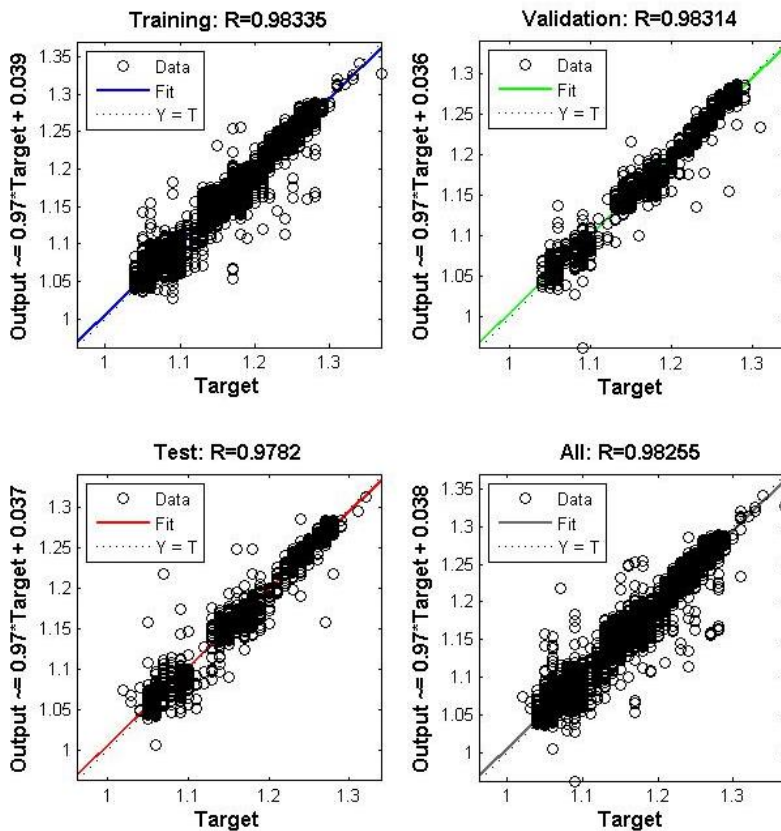 Training: R=0.98335
Output ~= 0.97*Target + 0.039
1.35
1.3
1.25
1.2
1.15
1.1
1.05
1
Data
Fit
Y = T
1
1.1
1.2
1.3
Target
Validation: R=0.98314
Output ~= 0.97*Target + 0.036
1.3
1.25
1.2
1.15
1.1
1.05
1
Data
Fit
Y = T
1
1.1
1.2
1.3
Target
Test: R=0.9782
Output ~= 0.97*Target + 0.037
1.3
1.25
1.2
1.15
1.1
1.05
1
Data
Fit
Y = T
1
1.1
1.2
1.3
Target
All: R=0.98255
Output ~= 0.97*Target + 0.038
1.35
1.3
1.25
1.2
1.15
1.1
1.05
1
Data
Fit
Y = T
1
1.1
1.2
1.3
Target